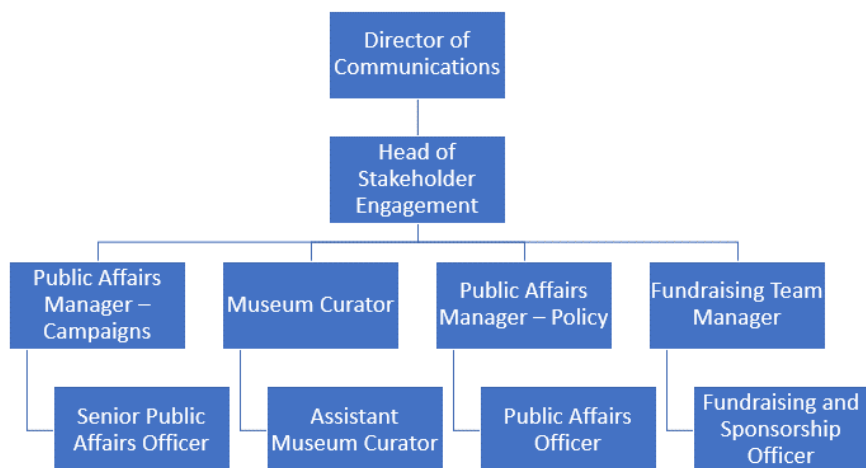 Director of
Communications
Head of
Stakeholder
Engagement
Public Affairs
Manager –
Campaigns
Museum Curator
Public Affairs
Manager – Policy
Fundraising Team
Manager
Senior Public
Affairs Officer
Assistant
Museum Curator
Public Affairs
Officer
Fundraising and
Sponsorship
Officer